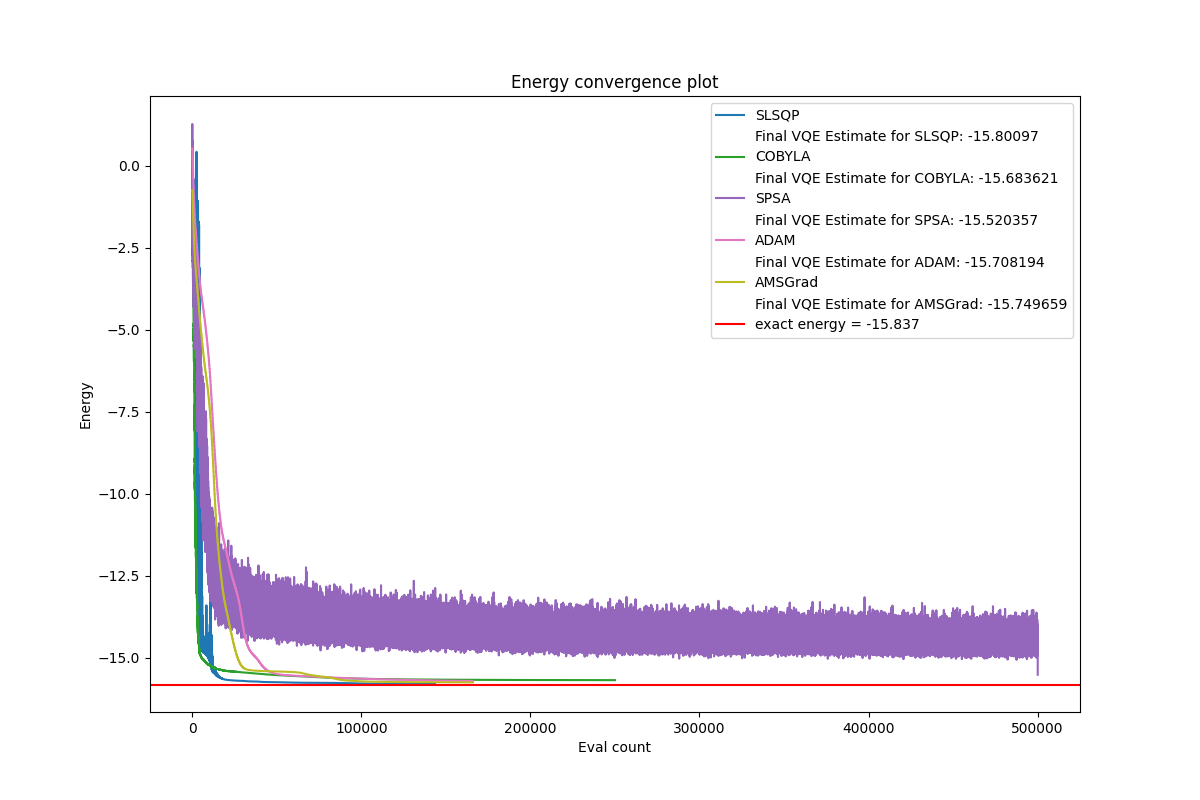 Energy convergence plot
SLSQP
Final VQE Estimate for SLSQP: -15.80097
COBYLA
Final VQE Estimate for COBYLA: -15.683621
SPSA
Final VQE Estimate for SPSA: -15.520357
ADAM
Final VQE Estimate for ADAM: -15.708194
AMSGrad
Final VQE Estimate for AMSGrad: -15.749659
exact energy = -15.837
Energy
0.0
−2.5
−5.0
−7.5
−10.0
−12.5
−15.0
0 100000 200000 300000 400000 500000
Eval count